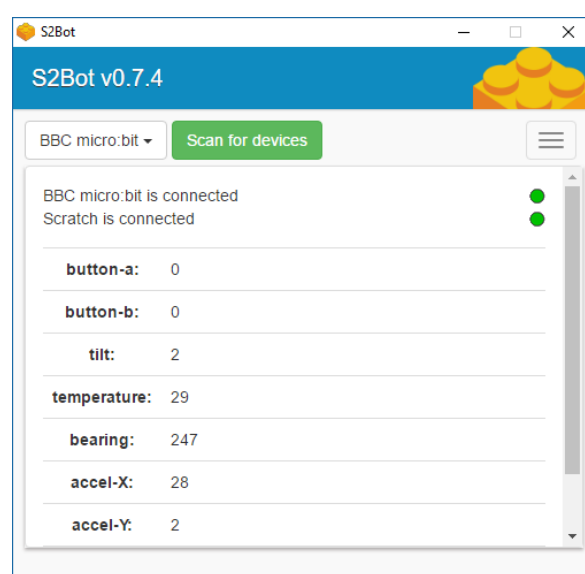 S2Bot
S2Bot v0.7.4
BBC micro:bit Scan for devices
BBC micro:bit is connected
Scratch is connected
button-a: 0
button-b: 0
tilt: 2
temperature: 29
bearing: 247
accel-X: 28
accel-Y: 2